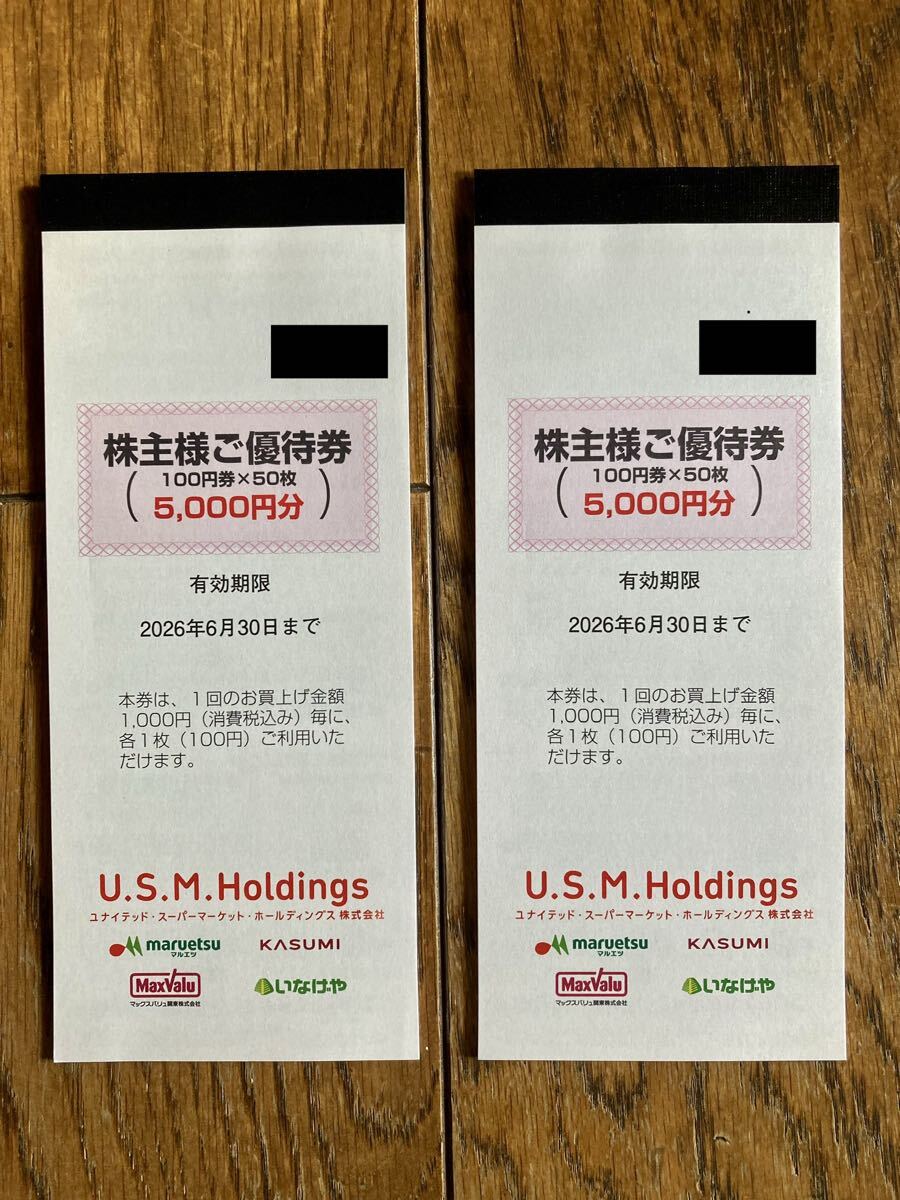 株主様ご優待券
100円券×50枚
( 5,000円分 )
有効期限
2026年6月30日まで
本券は、1回のお買上げ金額
1,000円（消費税込み）毎に、
各1枚（100円）ご利用いた
だけます。
U.S.M.Holdings
ユナイテッド・スーパーマーケット・ホールディングス 株式会社
maruetsu KASUMI
マルエツ
MaxValu いなげや
マックスバリュ関東株式会社
株主様ご優待券
100円券×50枚
( 5,000円分 )
有効期限
2026年6月30日まで
本券は、1回のお買上げ金額
1,000円（消費税込み）毎に、
各1枚（100円）ご利用いた
だけます。
U.S.M.Holdings
ユナイテッド・スーパーマーケット・ホールディングス 株式会社
maruetsu KASUMI
マルエツ
MaxValu いなげや
マックスバリュ関東株式会社